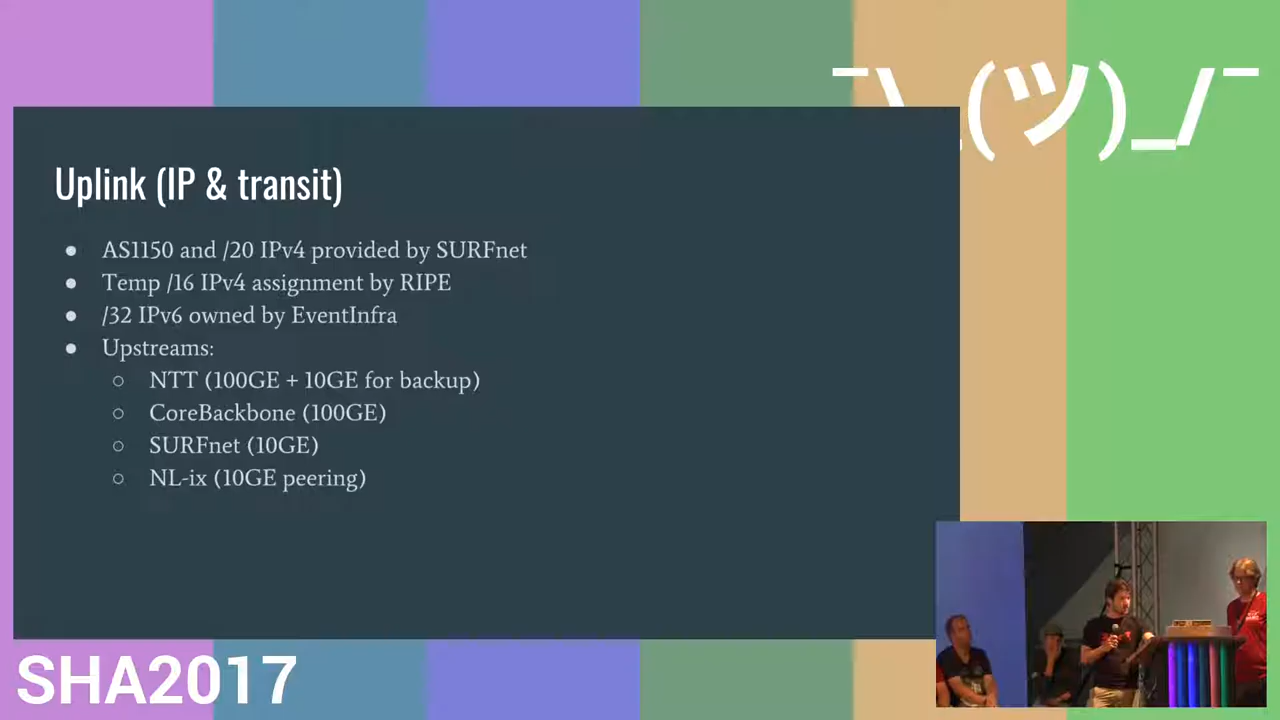 ¯\_(ツ)_/¯
Uplink (IP & transit)
● AS1150 and /20 IPv4 provided by SURFnet
● Temp /16 IPv4 assignment by RIPE
● /32 IPv6 owned by EventInfra
● Upstreams:
○ NTT (100GE + 10GE for backup)
○ CoreBackbone (100GE)
○ SURFnet (10GE)
○ NL-ix (10GE peering)
SHA2017